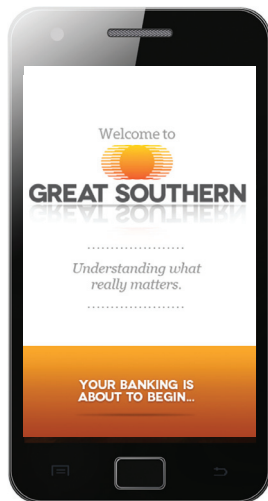 Welcome to
GREAT SOUTHERN
Understanding what
really matters.
YOUR BANKING IS
ABOUT TO BEGIN...